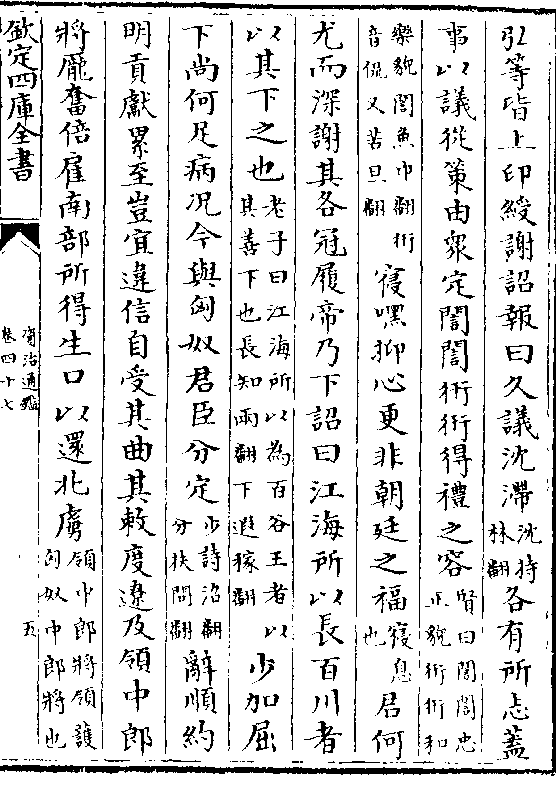 引等皆上印綬謝詔報曰久議沈滯沈持林翻各有所志蓋
事以議從策由衆定誾誾衎衎得禮之容賢曰誾誾忠正貌衎衎和
樂貌誾魚巾翻衎音侃又苦旦翻寢嘿抑心更非朝廷之福寢息也君何
尤而深謝其各冠履帝乃下詔曰江海所以長百川者
以其下之也老子曰江海所以為百谷王者以其善下也長知兩翻下遐稼翻少加屈
下尚何足病况今與匈奴君臣分定少詩沼翻分扶問翻辭順約
明貢獻累至豈宜違信自受其曲其敕度遼及領中郎
將龐奮倍雇南部所得生口以還北虜領中郎將領護匈奴中郎將也
欽定四庫全書
資治通鑑
卷四十七
五